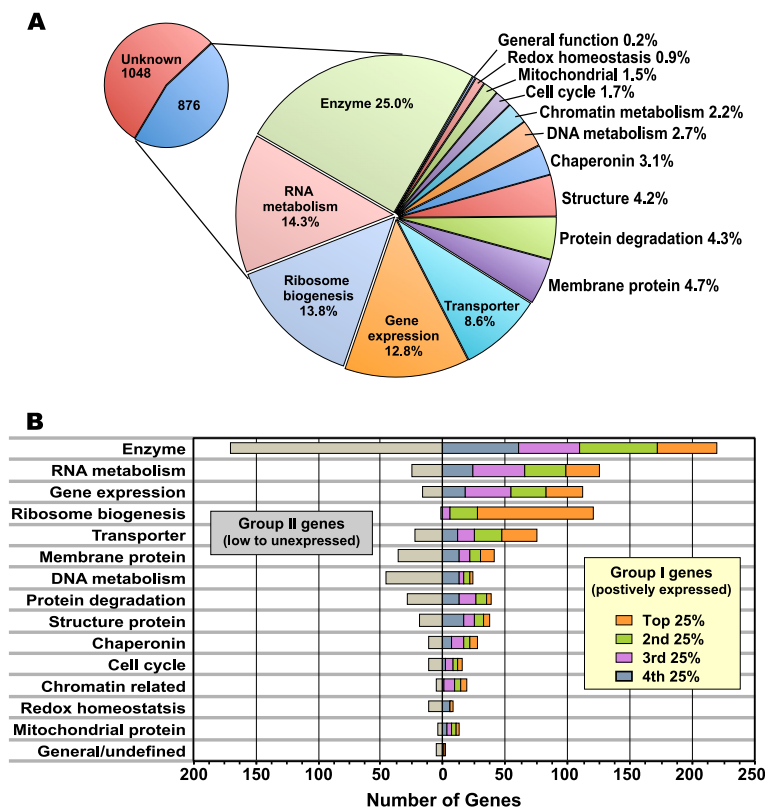 A
Unknown
1048
876
General function 0.2%
Redox homeostasis 0.9%
Mitochondrial 1.5%
Cell cycle 1.7%
Chromatin metabolism 2.2%
DNA metabolism 2.7%
Chaperonin 3.1%
Structure 4.2%
Protein degradation 4.3%
Membrane protein 4.7%
Enzyme 25.0%
RNA
metabolism
14.3%
Ribosome
biogenesis
13.8%
Gene
expression
12.8%
Transporter
8.6%
B
Enzyme
RNA metabolism
Gene expression
Ribosome biogenesis
Transporter
Membrane protein
DNA metabolism
Protein degradation
Structure protein
Chaperonin
Cell cycle
Chromatin related
Redox homeostatsis
Mitochondrial protein
General/undefined
Group II genes
(low to unexpressed)
Group I genes
(postively expressed)
Top 25%
2nd 25%
3rd 25%
4th 25%
200 150 100 50 0 50 100 150 200 250
Number of Genes